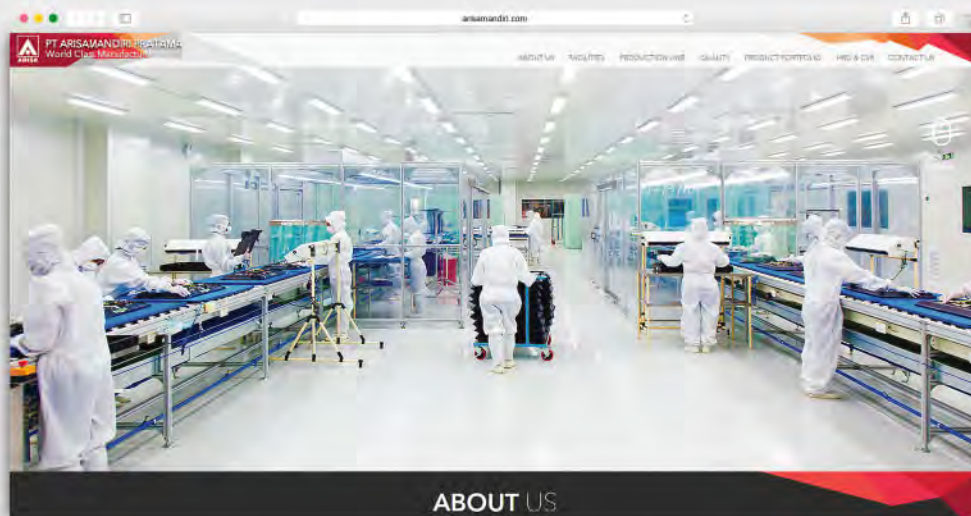 arisamandiri.com
PT ARISAMANDIRI PRATAMA
World Class Manufacture
ARISA
ABOUT US FACILITIES PRODUCTION LINE QUALITY PRODUCT PORTFOLIO HRD & CSR CONTACT US
ABOUT US